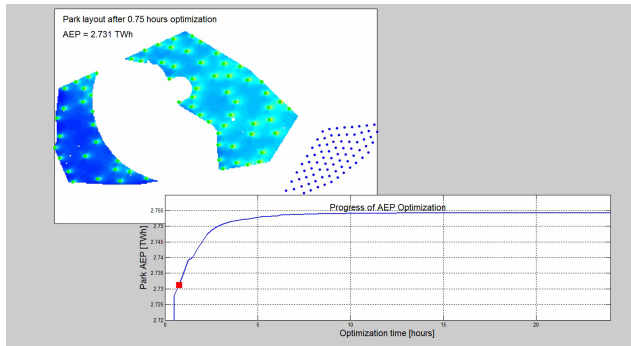 Park layout after 0.75 hours optimization
AEP = 2.731 TWh
Progress of AEP Optimization
Park AEP [TWh]
2.755
2.75
2.745
2.74
2.735
2.73
2.725
2.72
0
5
10
15
20
Optimization time [hours]